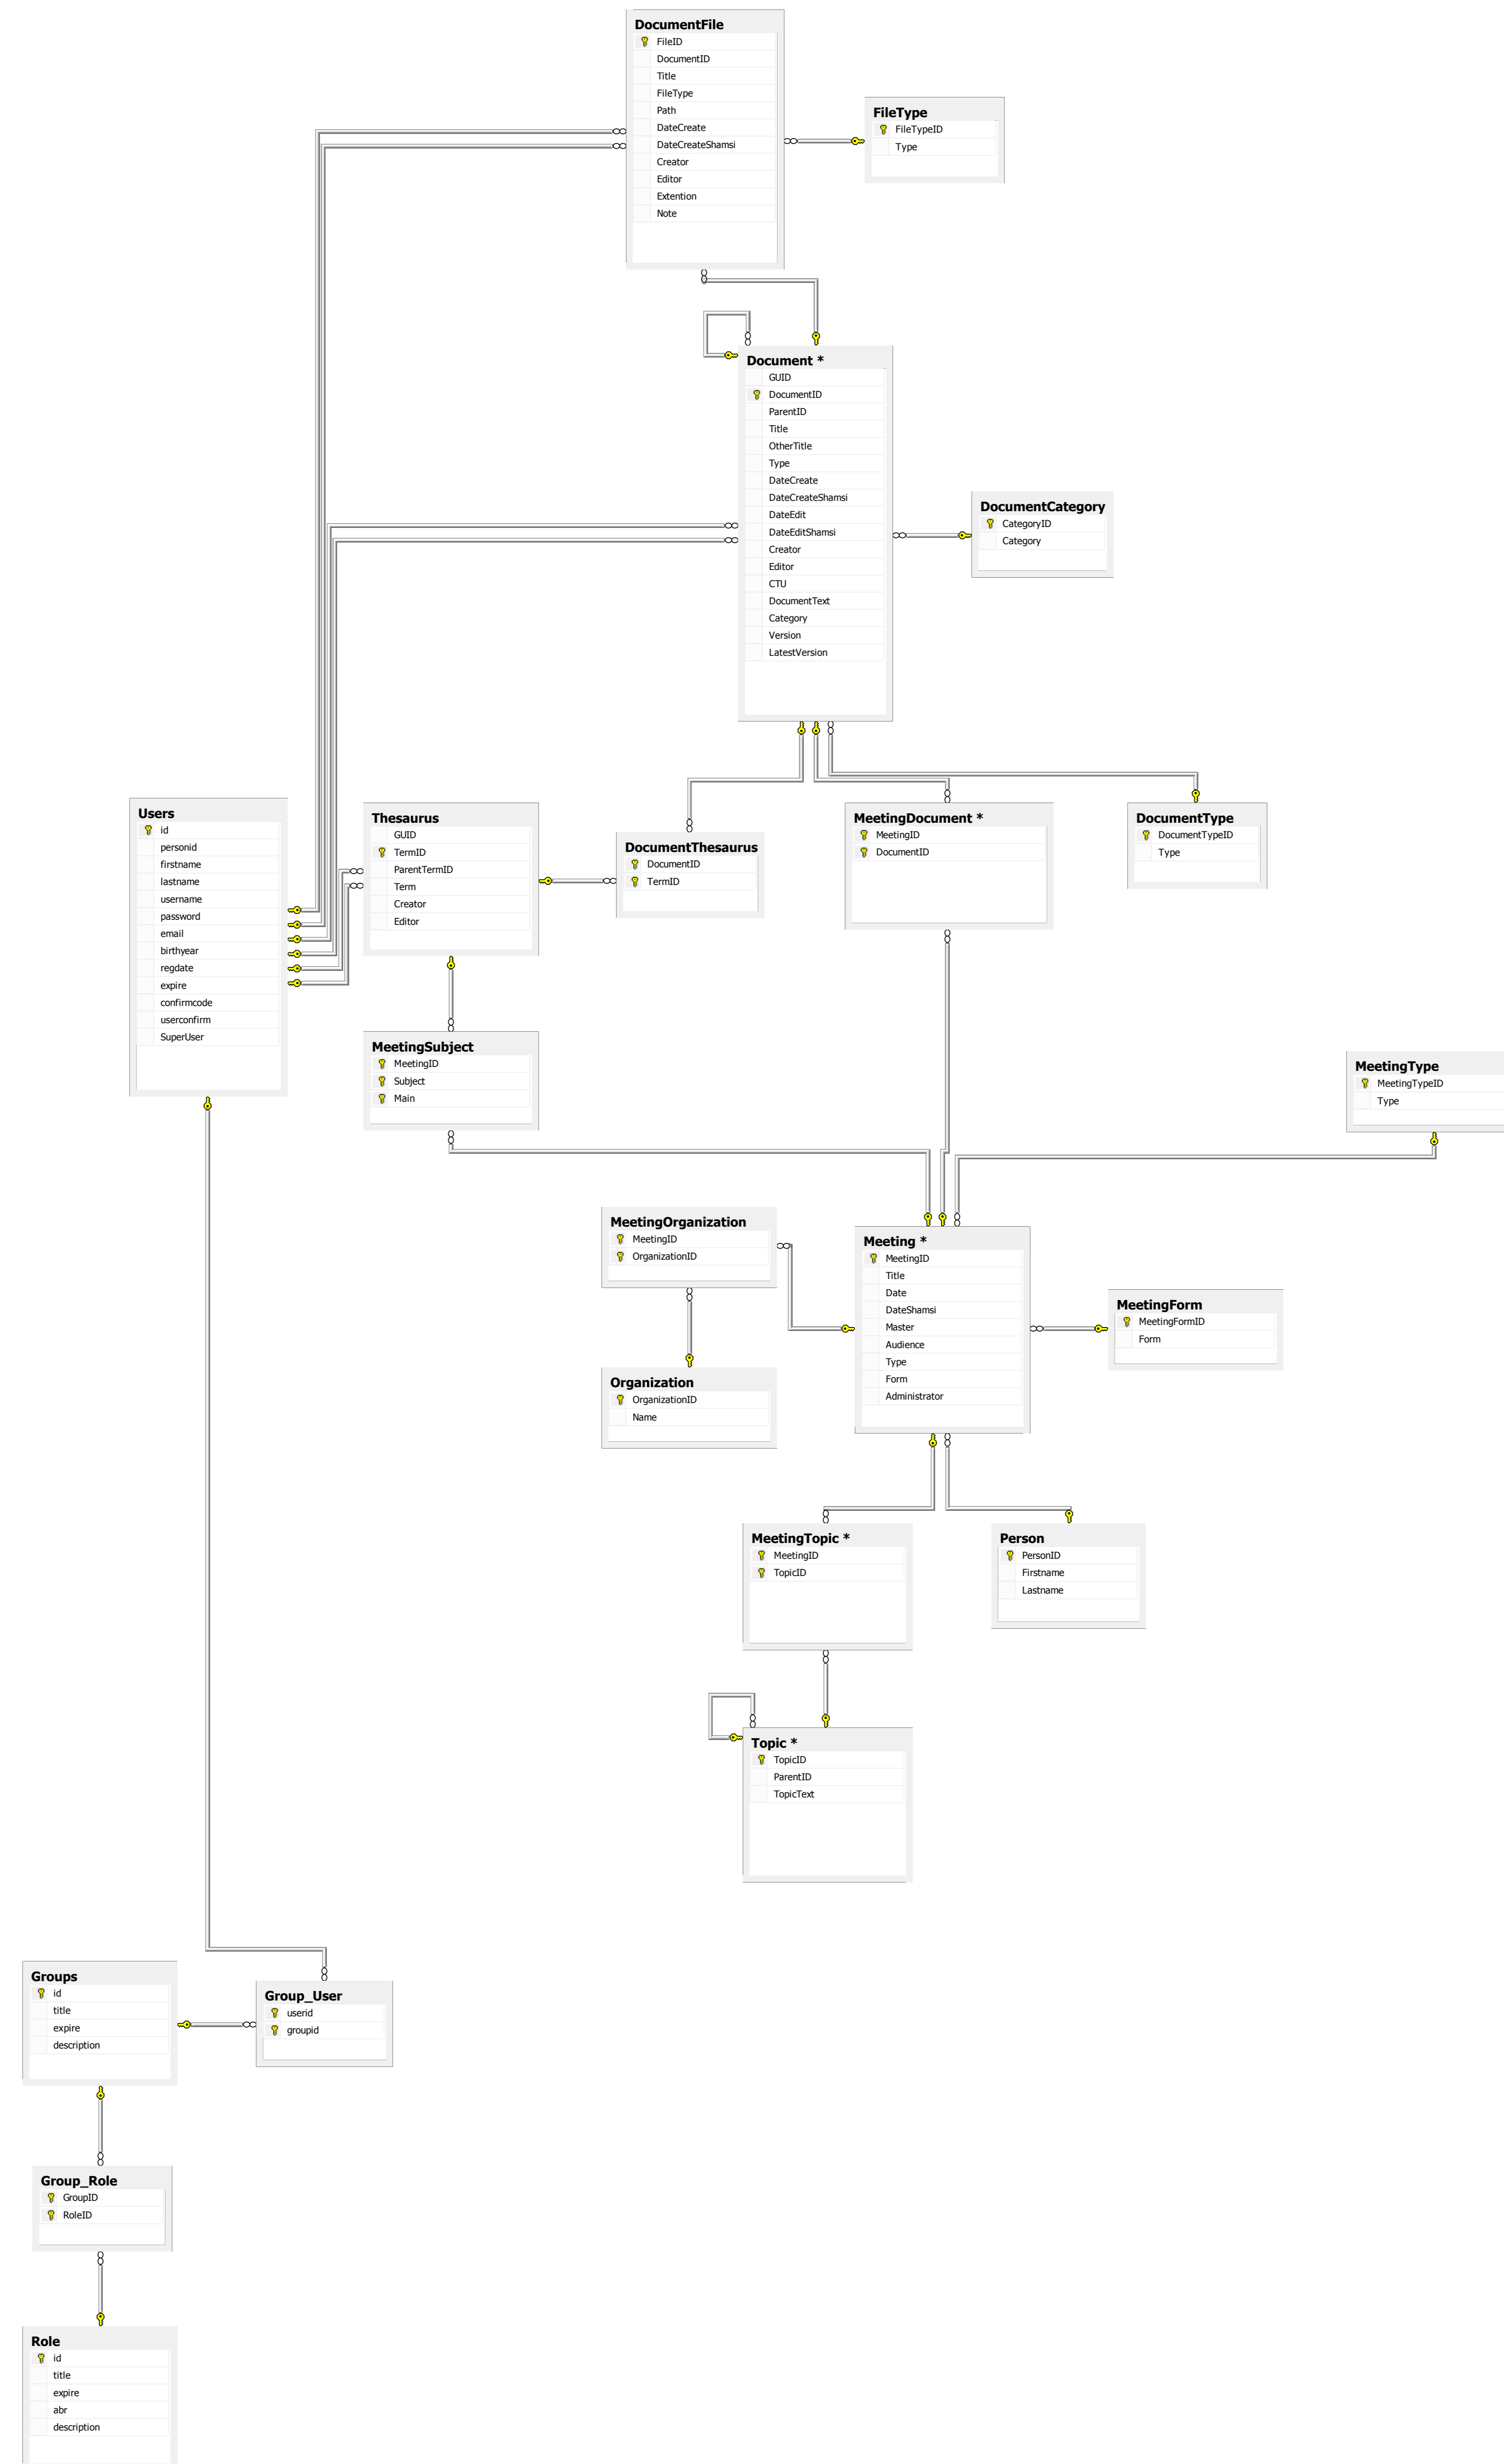 DocumentFile
FileID
DocumentID
Title
FileType
Path
DateCreate
DateCreateShamsi
Creator
Editor
Extention
Note
FileType
FileTypeID
Type
Document *
GUID
DocumentID
ParentID
Title
OtherTitle
Type
DateCreate
DateCreateShamsi
DateEdit
DateEditShamsi
Creator
Editor
CTU
DocumentText
Category
Version
LatestVersion
DocumentCategory
CategoryID
Category
Users
id
personid
firstname
lastname
username
password
email
birthyear
regdate
expire
confirmcode
userconfirm
SuperUser
Thesaurus
GUID
TermID
ParentTermID
Term
Creator
Editor
DocumentThesaurus
DocumentID
TermID
MeetingDocument *
MeetingID
DocumentID
DocumentType
DocumentTypeID
Type
MeetingSubject
MeetingID
Subject
Main
MeetingType
MeetingTypeID
Type
MeetingOrganization
MeetingID
OrganizationID
Meeting *
MeetingID
Title
Date
DateShamsi
Master
Audience
Type
Form
Administrator
MeetingForm
MeetingFormID
Form
Organization
OrganizationID
Name
MeetingTopic *
MeetingID
TopicID
Person
PersonID
Firstname
Lastname
Topic *
TopicID
ParentID
TopicText
Groups
id
title
expire
description
Group_User
userid
groupid
Group_Role
GroupID
RoleID
Role
id
title
expire
abr
description